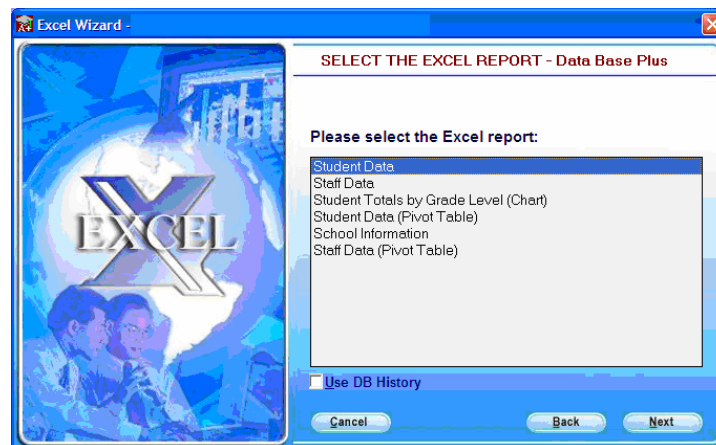 Excel Wizard -
SELECT THE EXCEL REPORT - Data Base Plus
EXCEL
Please select the Excel report:
Student Data
Staff Data
Student Totals by Grade Level (Chart)
Student Data (Pivot Table)
School Information
Staff Data (Pivot Table)
Use DB History
Cancel Back Next